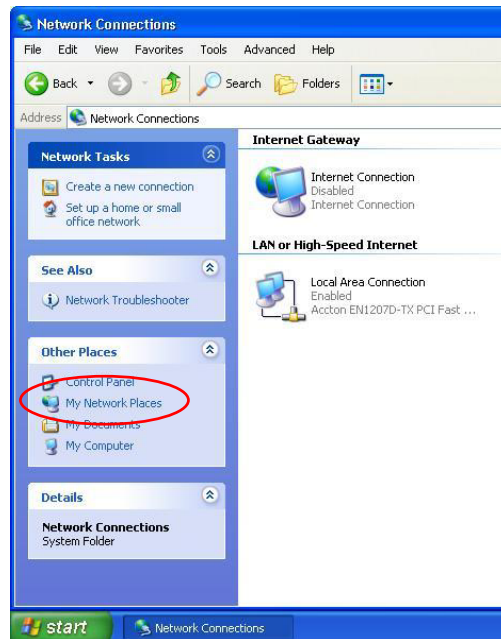 Network Connections
File Edit View Favorites Tools Advanced Help
Back Search Folders
Address Network Connections
Network Tasks
Create a new connection
Set up a home or small
office network
See Also
Network Troubleshooter
Other Places
Control Panel
My Network Places
My Documents
My Computer
Details
Network Connections
System Folder
Internet Gateway
Internet Connection
Disabled
Internet Connection
LAN or High-Speed Internet
Local Area Connection
Enabled
Accton EN1207D-TX PCI Fast ...
start Network Connections